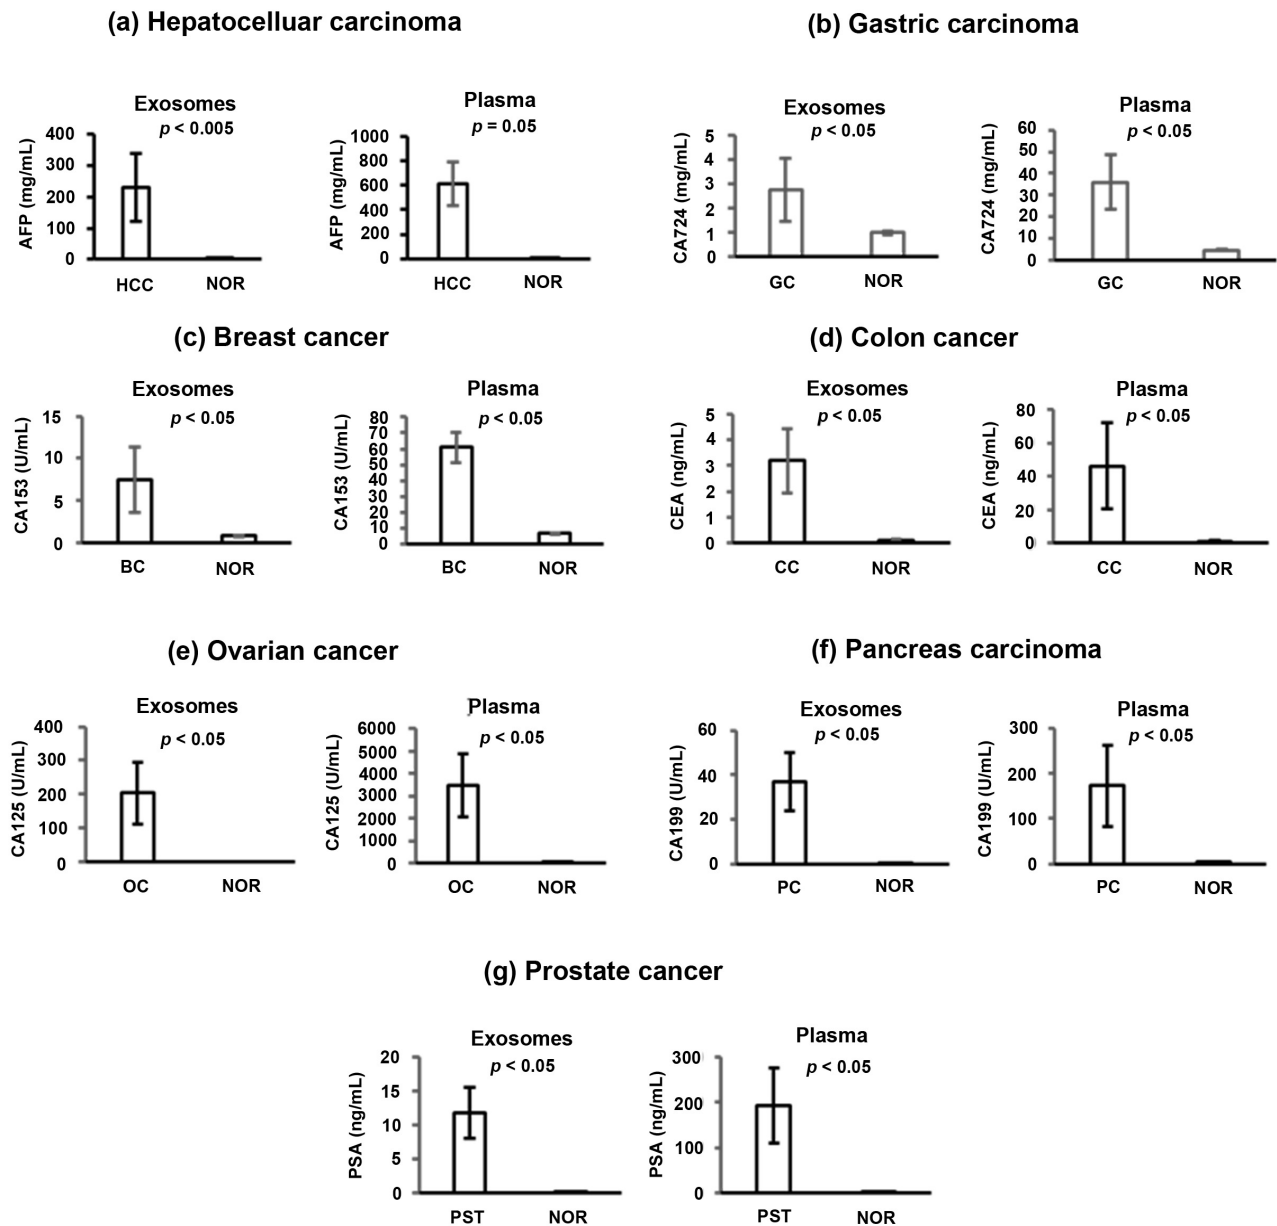 (a) Hepatocelluar carcinoma
Exosomes
p < 0.005
AFP (mg/mL)
400
300
200
100
0
HCC NOR
Plasma
p = 0.05
AFP (mg/mL)
1000
800
600
400
200
0
HCC NOR
(b) Gastric carcinoma
Exosomes
p < 0.05
CA724 (mg/mL)
5
4
3
2
1
0
GC NOR
Plasma
p < 0.05
CA724 (mg/mL)
60
50
40
30
20
10
0
GC NOR
(c) Breast cancer
Exosomes
p < 0.05
CA153 (U/mL)
15
10
5
0
BC NOR
Plasma
p < 0.05
CA153 (U/mL)
80
70
60
50
40
30
20
10
0
BC NOR
(d) Colon cancer
Exosomes
p < 0.05
CEA (ng/mL)
5
4
3
2
1
0
CC NOR
Plasma
p < 0.05
CEA (ng/mL)
80
60
40
20
0
CC NOR
(e) Ovarian cancer
Exosomes
p < 0.05
CA125 (U/mL)
400
300
200
100
0
OC NOR
Plasma
p < 0.05
CA125 (U/mL)
6000
5000
4000
3000
2000
1000
0
OC NOR
(f) Pancreas carcinoma
Exosomes
p < 0.05
CA199 (U/mL)
60
40
20
0
PC NOR
Plasma
p < 0.05
CA199 (U/mL)
300
200
100
0
PC NOR
(g) Prostate cancer
Exosomes
p < 0.05
PSA (ng/mL)
20
15
10
5
0
PST NOR
Plasma
p < 0.05
PSA (ng/mL)
300
200
100
0
PST NOR